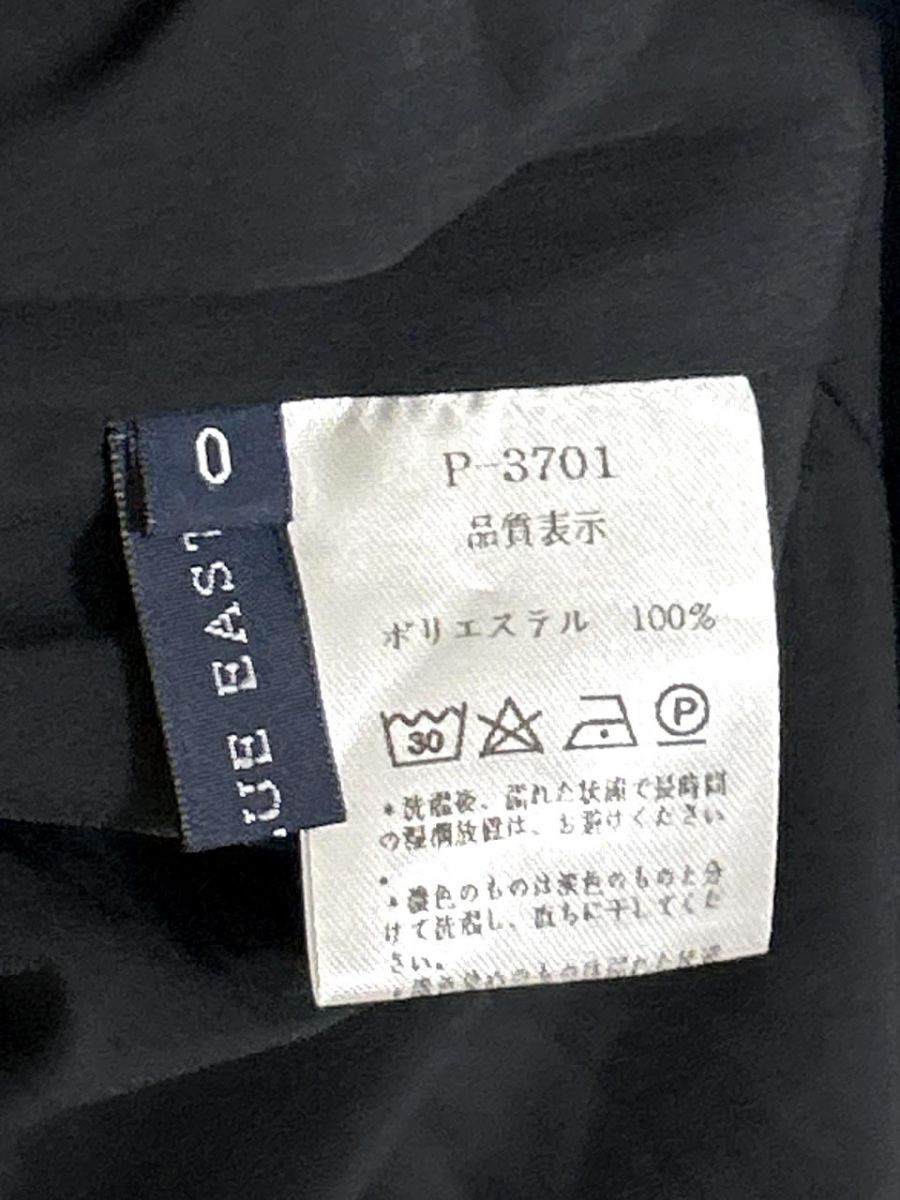 0
UE EAST
P-3701
品質表示
ポリエステル 100%
30
P
*洗濯後、濡れた状態で長時間
の湿潤放置は、お避けください
*濃色のものは淡色のものと分
けて洗濯し、直ちに干してくだ
さい。